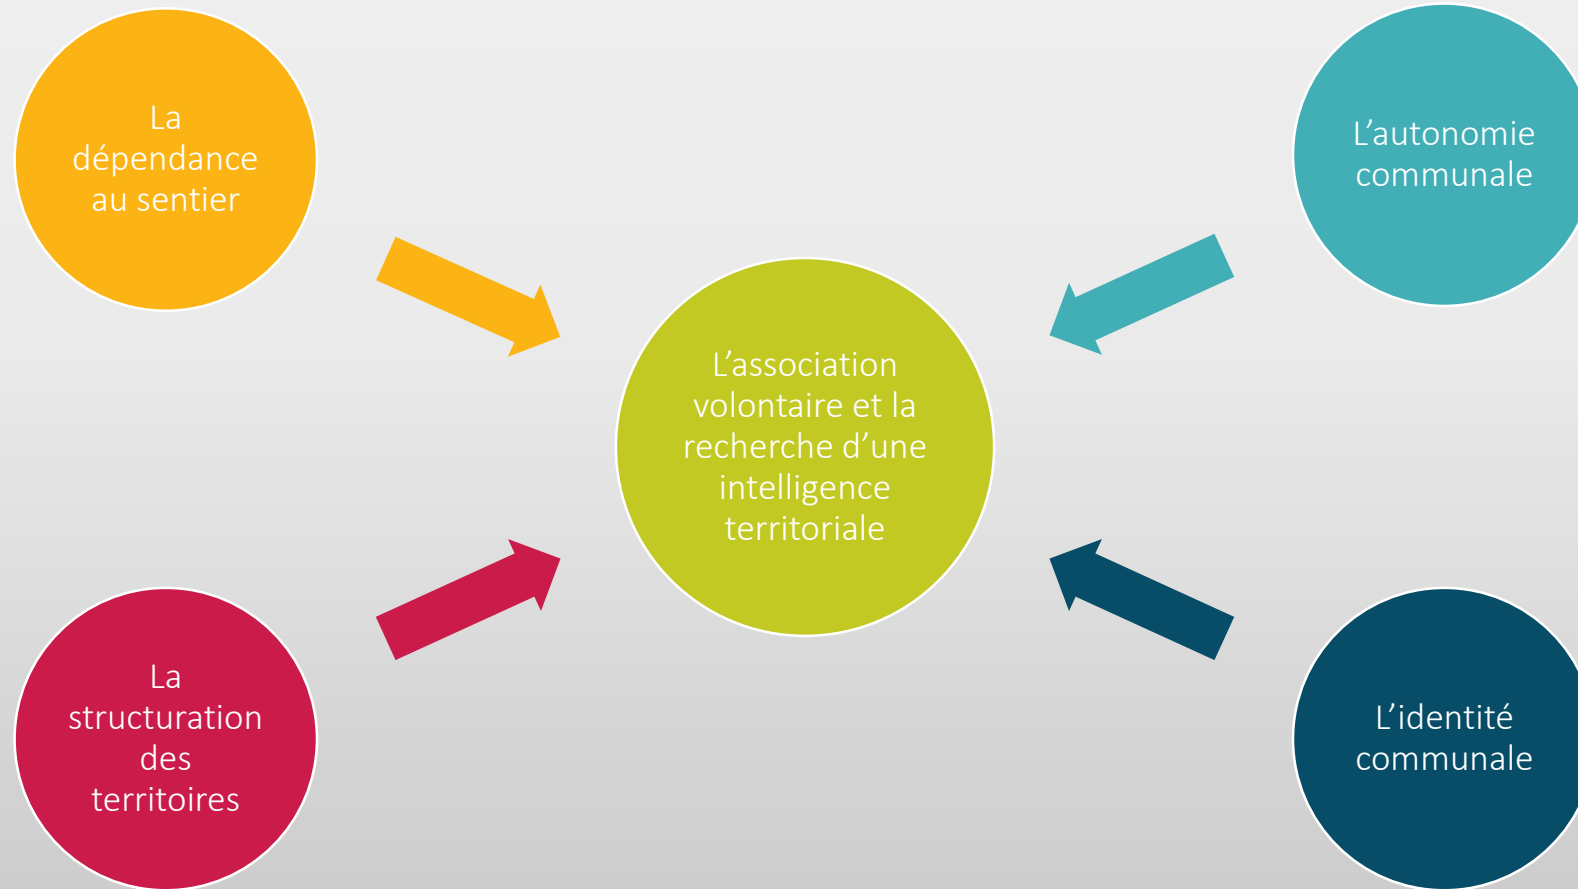 La
dépendance
au sentier
L’autonomie
communale
L’association
volontaire et la
recherche d’une
intelligence
territoriale
La
structuration
des
territoires
L’identité
communale